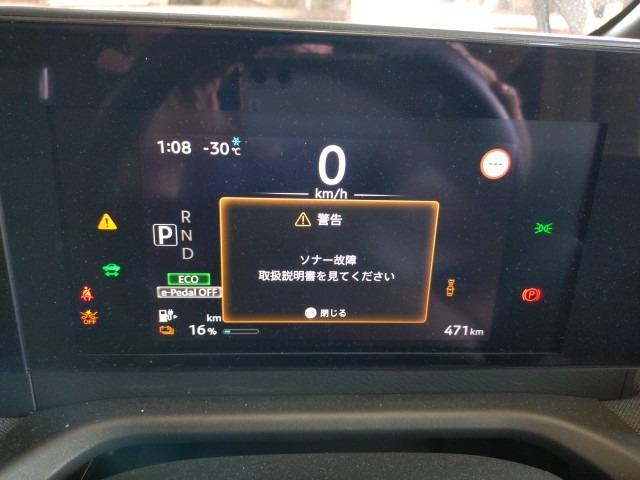 1:08 -30℃
0
km/h
---
R
P N
D
警告
ソナー故障
取扱説明書を見てください
閉じる
ECO
e-Pedal OFF
km
16%
471km
OFF
P